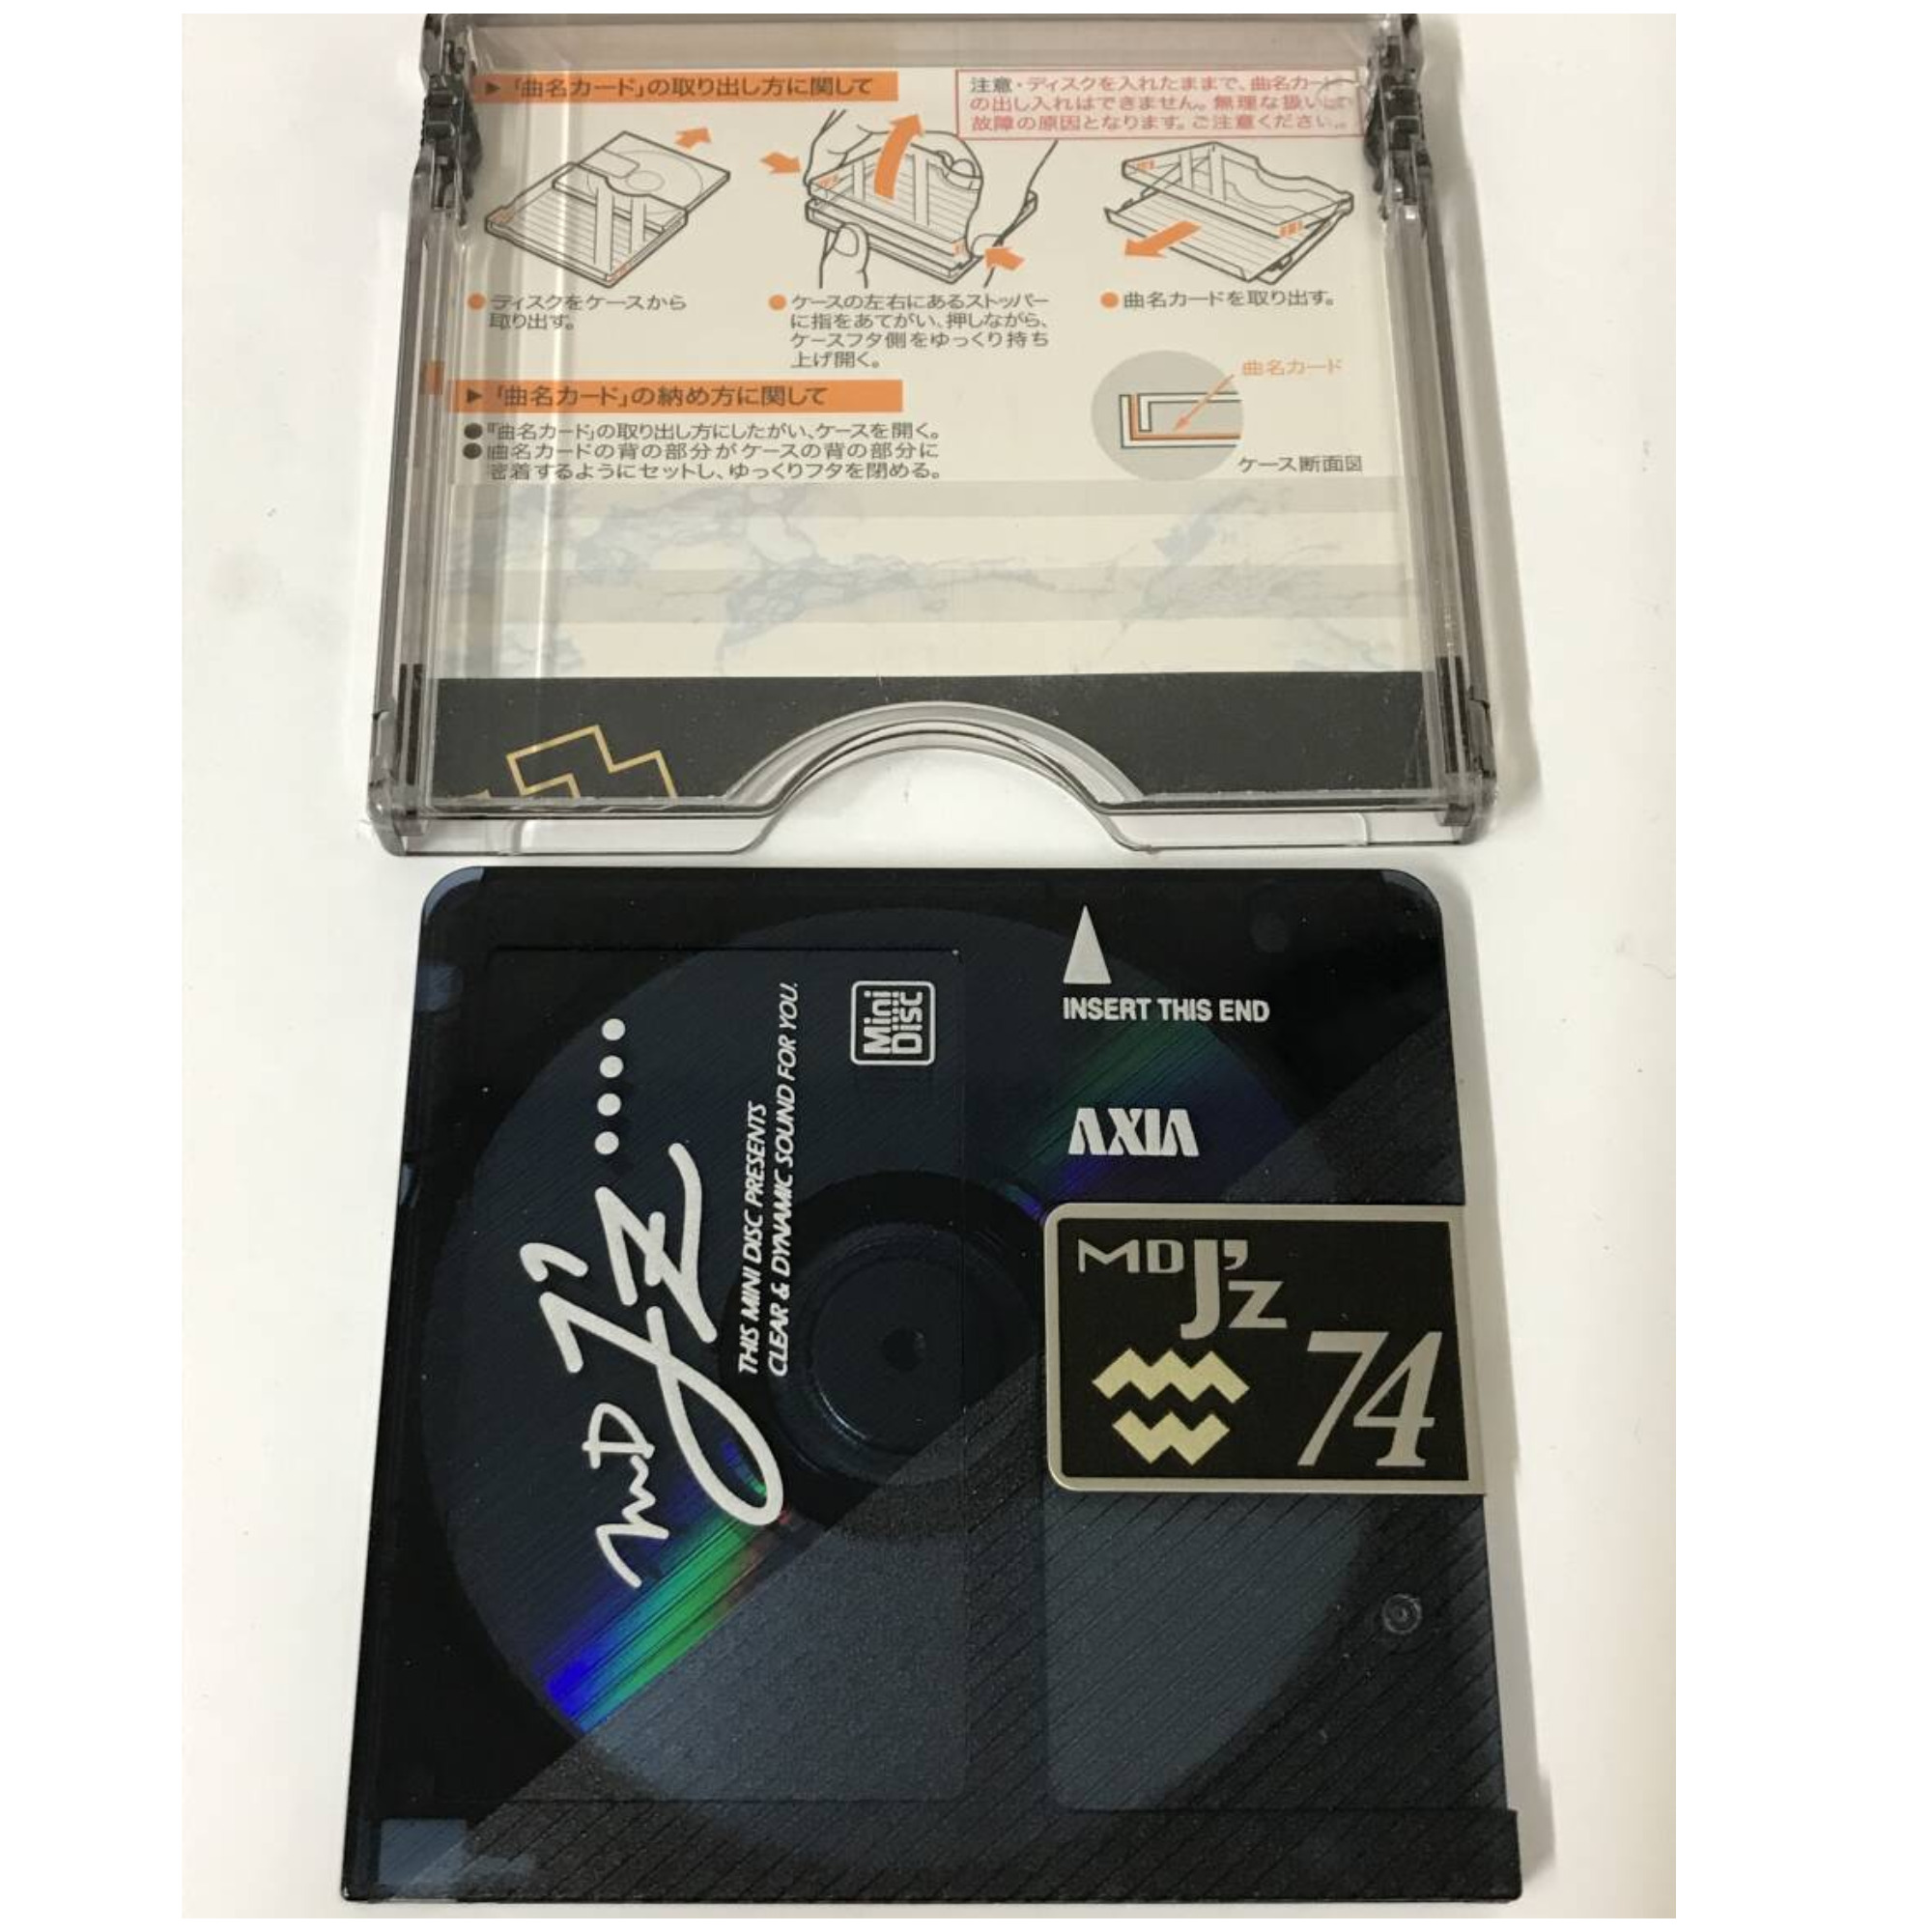 ▶「曲名カード」の取り出し方に関して
注意・ディスクを入れたままで、曲名カード
の出し入れはできません。無理な扱いは
故障の原因となります。ご注意ください。
●ディスクをケースから
取り出す。
●ケースの左右にあるストッパー
に指をあてがい、押しながら、
ケースフタ側をゆっくり持ち
上げ開く。
●曲名カードを取り出す。
▶「曲名カード」の納め方に関して
●『曲名カード』の取り出し方にしたがい、ケースを開く。
●曲名カードの背の部分がケースの背の部分に
密着するようにセットし、ゆっくりフタを閉める。
曲名カード
ケース断面図
MD J'z
THIS MINI DISC PRESENTS
CLEAR & DYNAMIC SOUND FOR YOU.
Mini
Disc
INSERT THIS END
AXIA
MD J'z
74